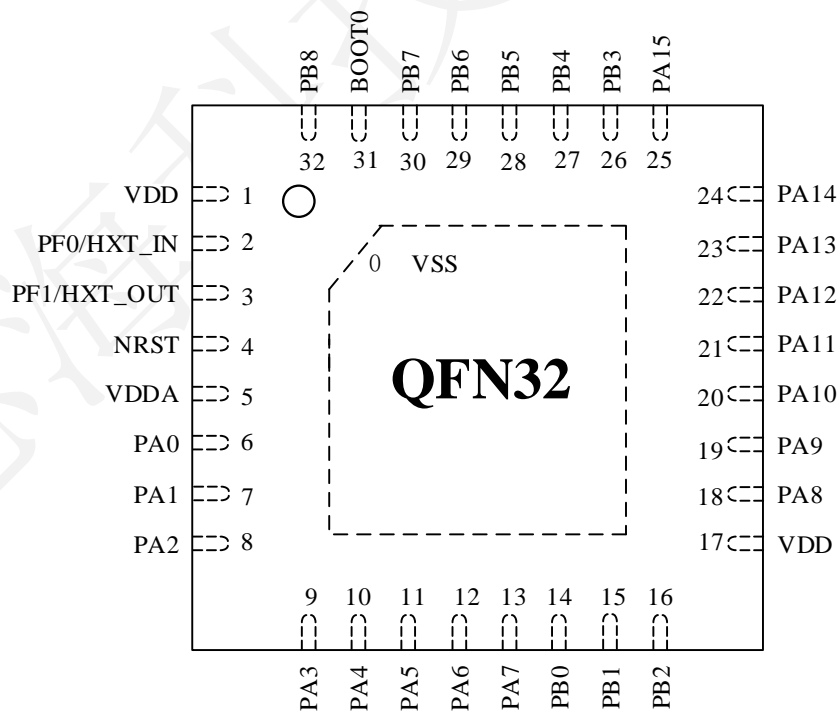 PB8
BOOT0
PB7
PB6
PB5
PB4
PB3
PA15
32
31
30
29
28
27
26
25
VDD 1
PF0/HXT_IN 2
PF1/HXT_OUT 3
NRST 4
VDDA 5
PA0 6
PA1 7
PA2 8
0 VSS
QFN32
24 PA14
23 PA13
22 PA12
21 PA11
20 PA10
19 PA9
18 PA8
17 VDD
9
10
11
12
13
14
15
16
PA3
PA4
PA5
PA6
PA7
PB0
PB1
PB2
海科技